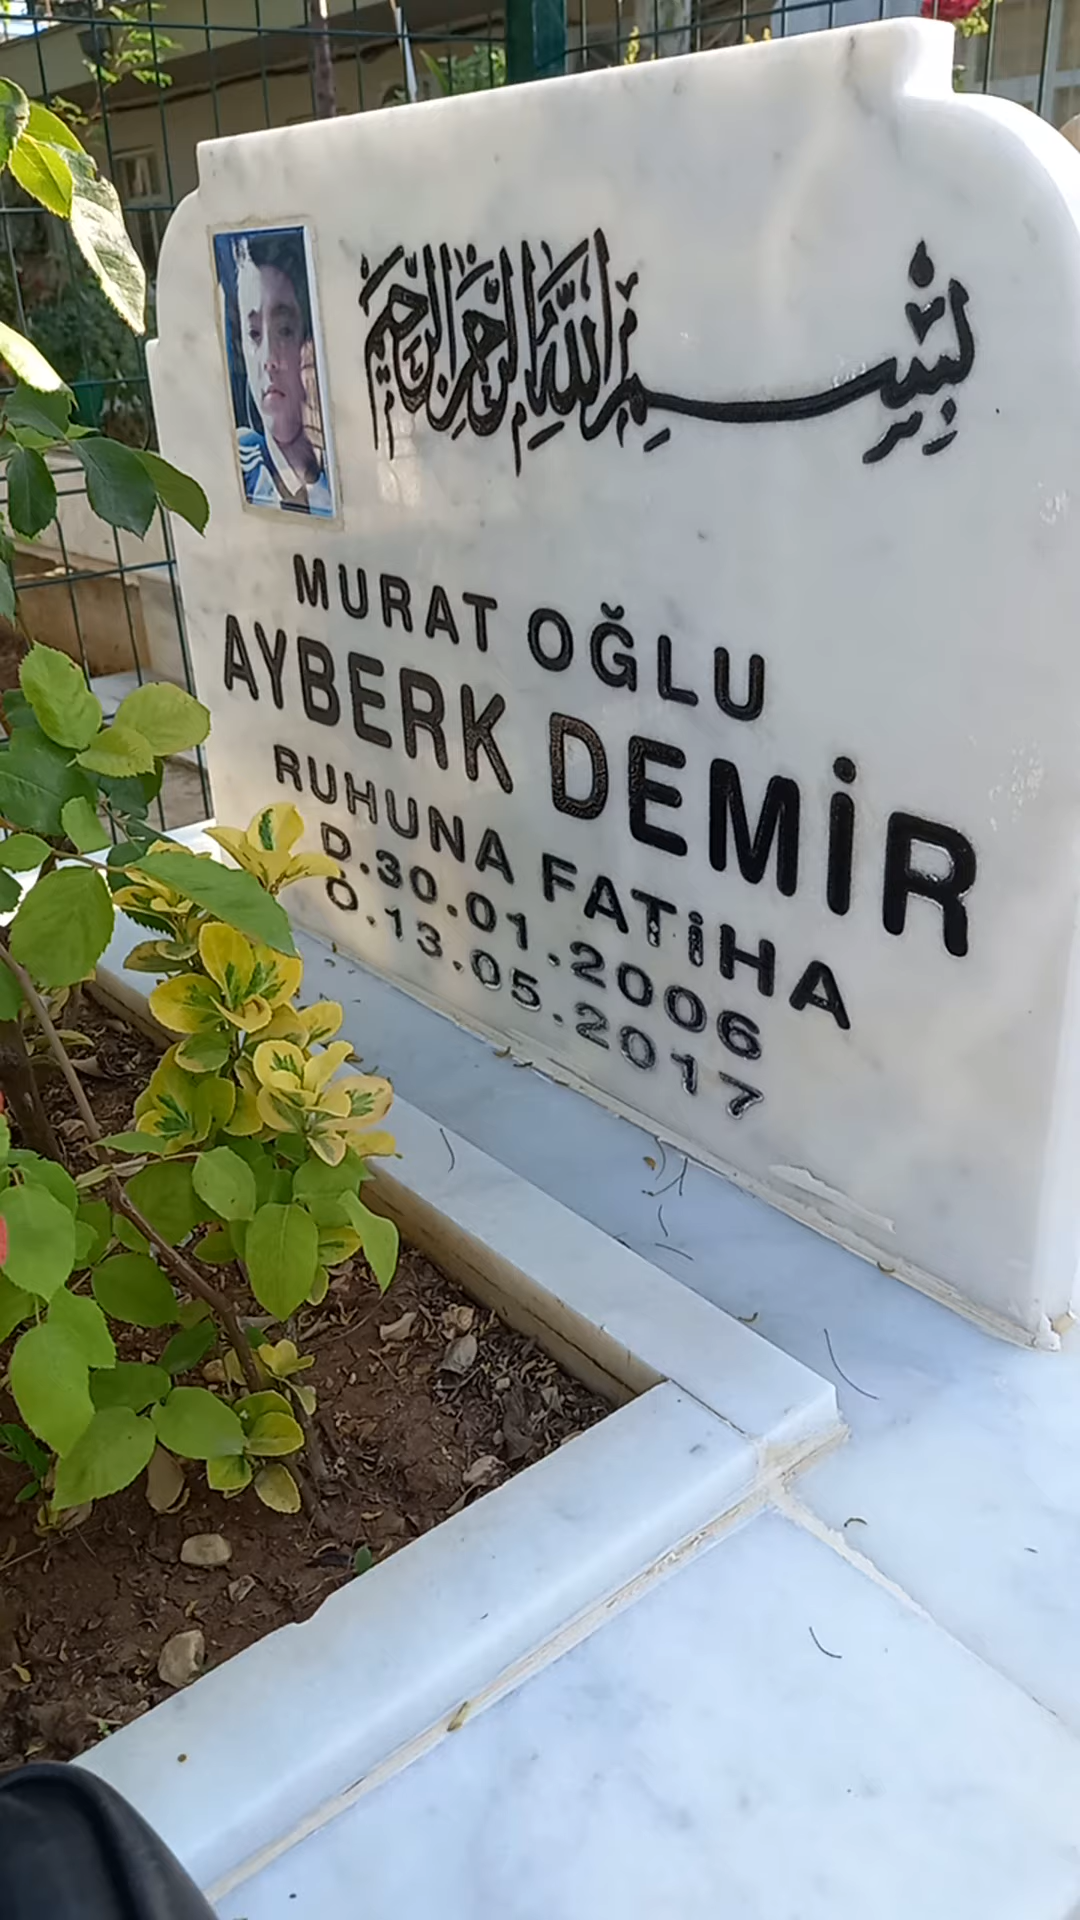 بسم الله الرحمن الرحيم
MURAT OĞLU
AYBERK DEMİR
RUHUNA FATİHA
D.30.01.2006
Ö.13.05.2017